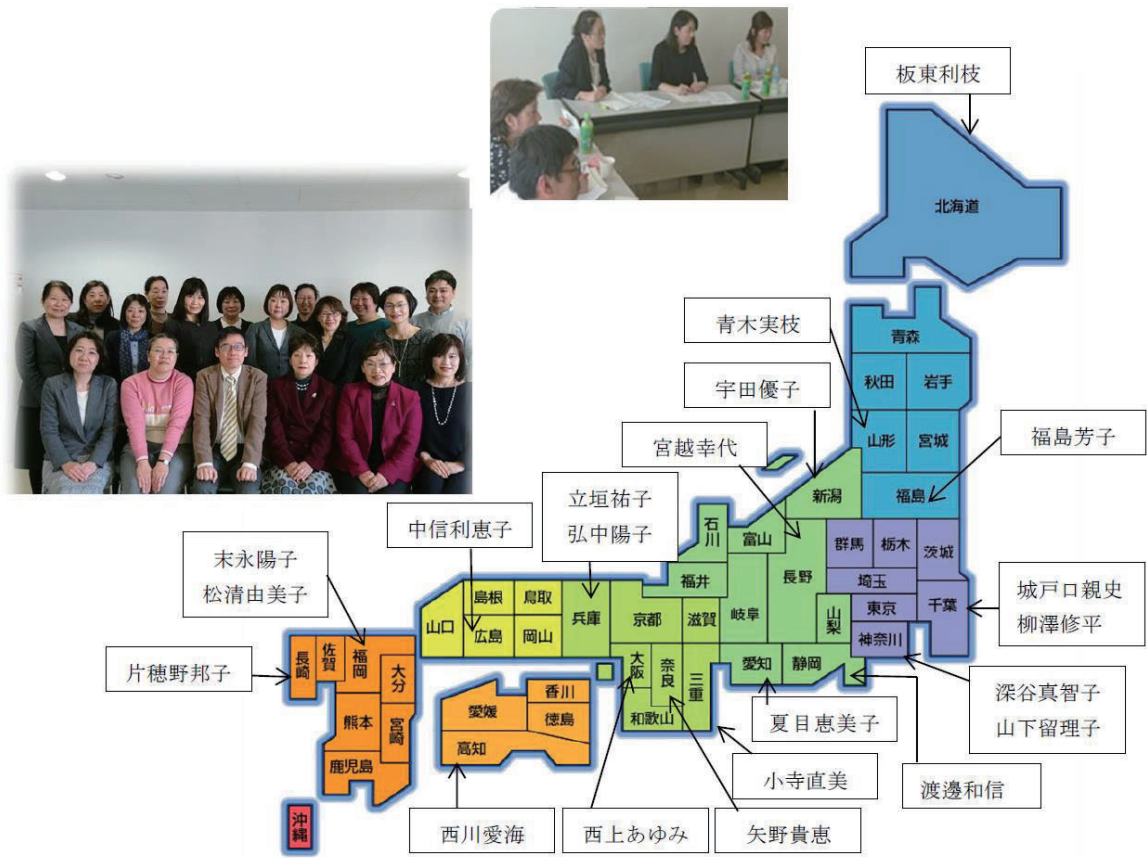 板東利枝
北海道
青木実枝
青森
秋田
岩手
宇田優子
山形
宮城
福島芳子
宮越幸代
新潟
福島
立垣祐子
弘中陽子
中信利恵子
石川
富山
群馬
栃木
茨城
末永陽子
松清由美子
福井
長野
埼玉
島根
鳥取
兵庫
京都
滋賀
岐阜
山梨
東京
千葉
城戸口親史
柳澤修平
山口
広島
岡山
神奈川
片穂野邦子
長崎
佐賀
福岡
大分
大阪
奈良
三重
愛知
静岡
深谷真智子
山下留理子
香川
愛媛
徳島
和歌山
夏目恵美子
熊本
宮崎
高知
鹿児島
小寺直美
渡邊和信
沖縄
西川愛海
西上あゆみ
矢野貴恵